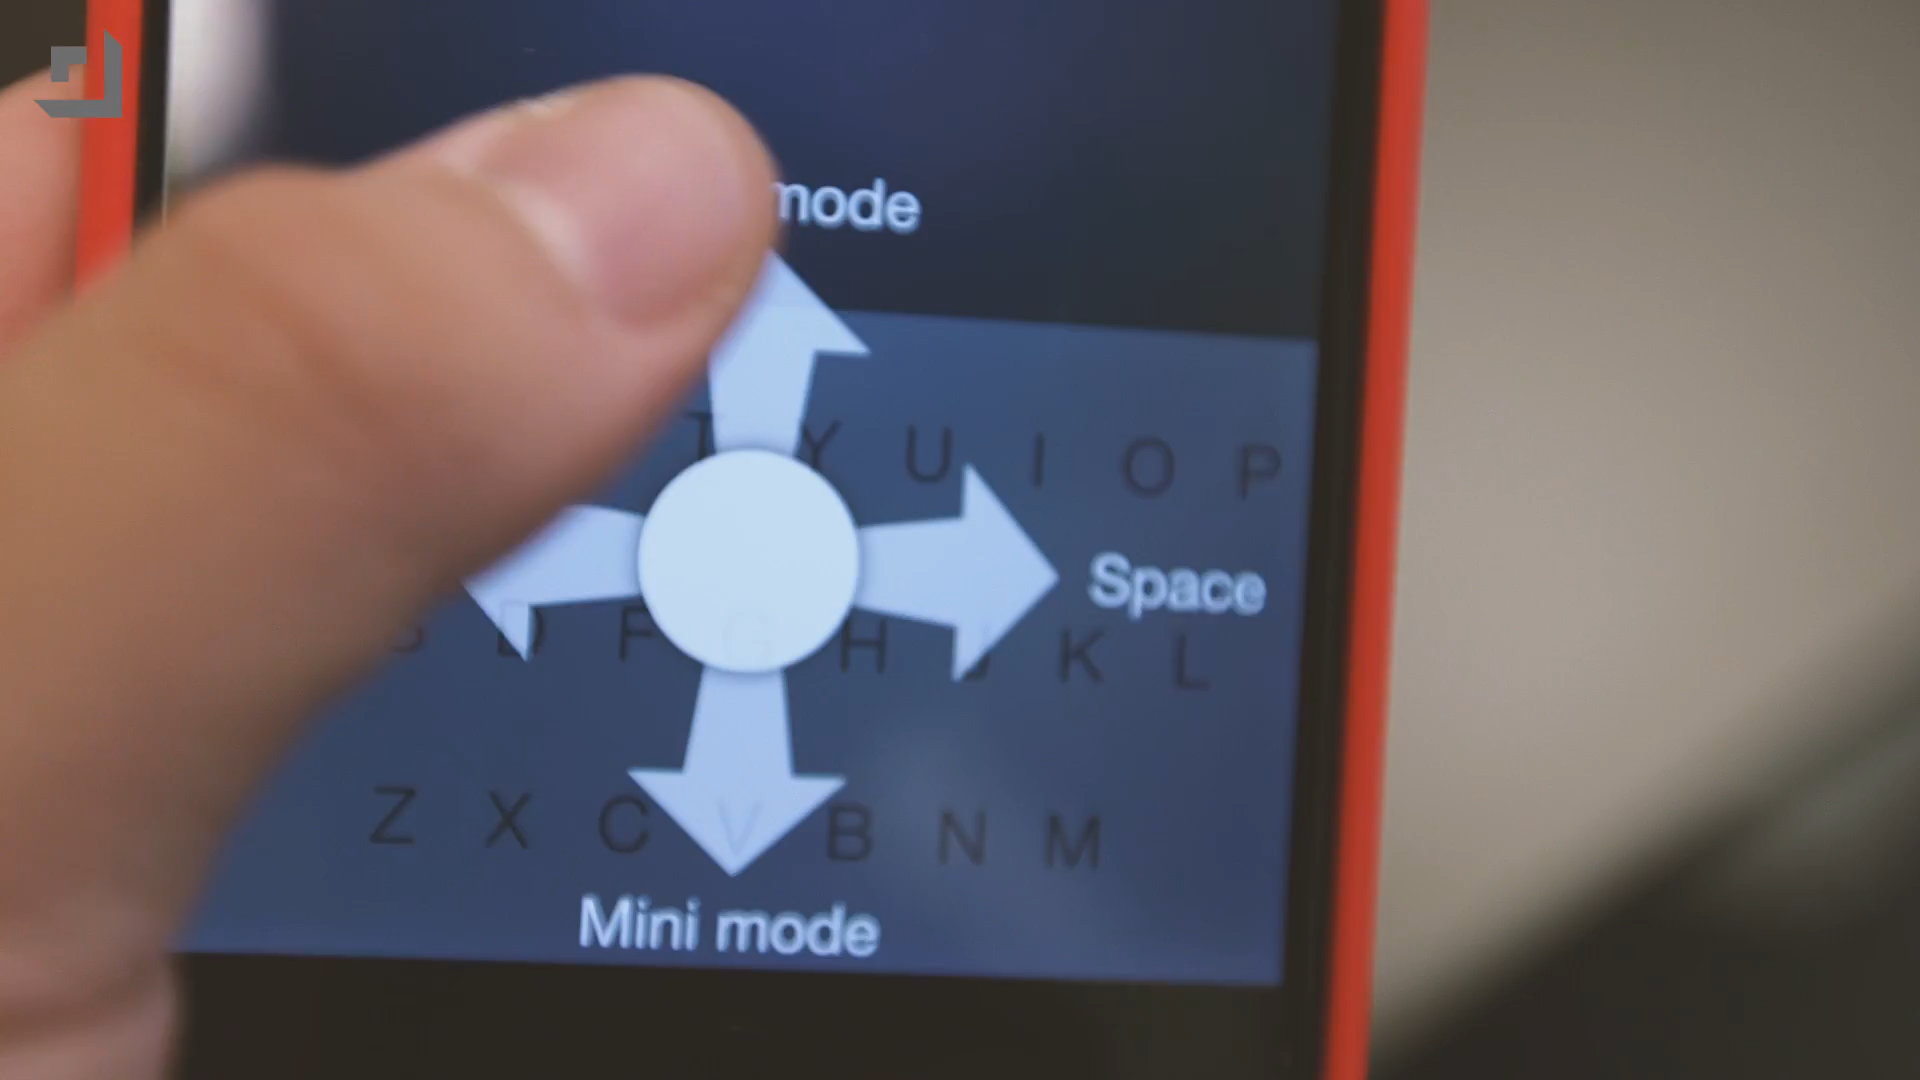 mode
T Y U I O P
Space
D F G H J K L
Z X C V B N M
Mini mode